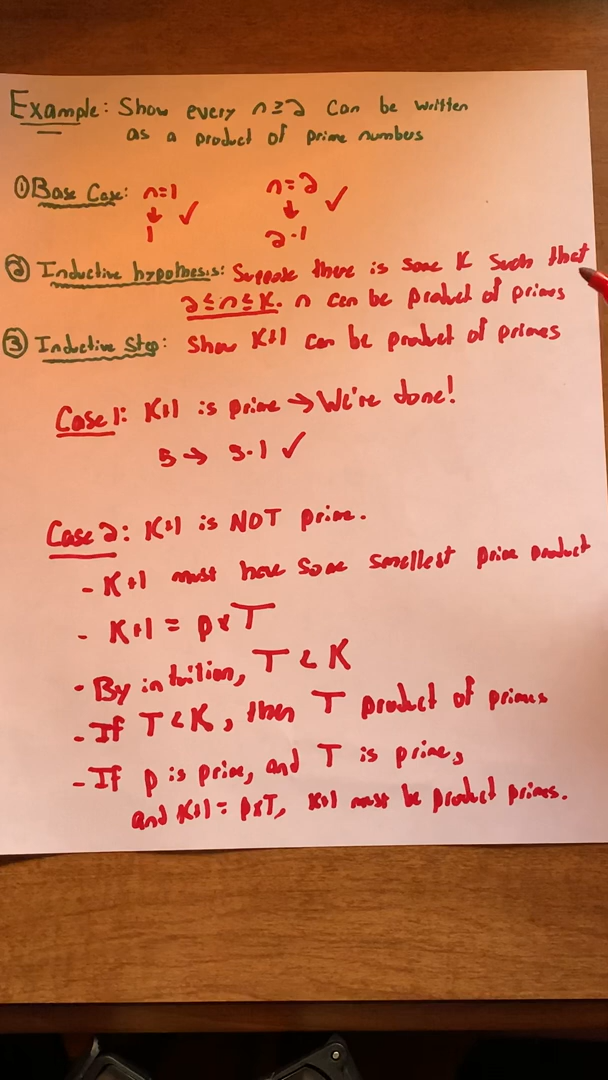 Example: Show every n≥2 can be written
as a product of prime numbers
① Base Case: n=1 ↓ 1 ✓ n=2 ↓ 2·1 ✓
② Inductive hypothesis: Suppose there is some K such that
2≤n≤K. n can be product of primes
③ Inductive Step: Show K+1 can be product of primes
Case 1: K+1 is prime → We're done!
5 → 5·1 ✓
Case 2: K+1 is NOT prime.
- K+1 must have some smallest prime product
- K+1 = p x T
- By intuition, T < K
- If T < K, then T product of primes
- If p is prime, and T is prime,
and K+1 = pxT, K+1 must be product primes.